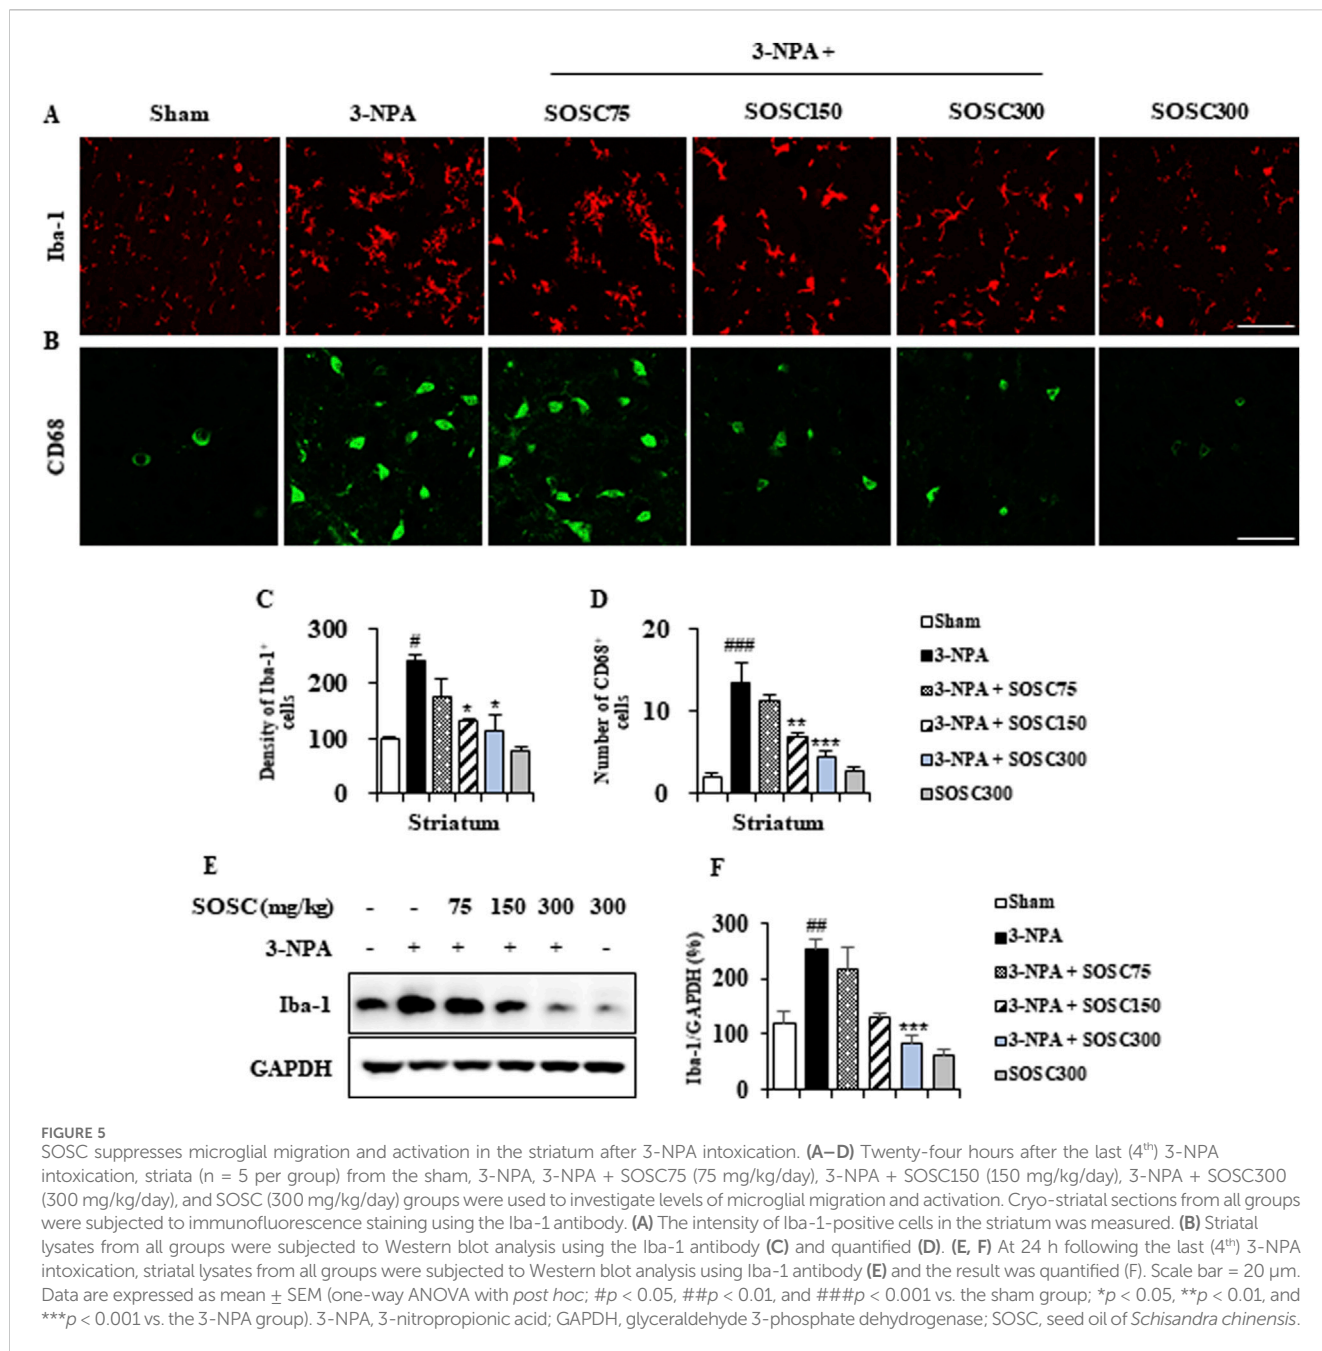 3-NPA +
A Sham 3-NPA SOSC75 SOSC150 SOSC300 SOSC300
Iba-1
B
CD68
C
300
200
100
0
Density of Iba-1⁺
cells
#
*
*
Striatum
D
20
10
0
Number of CD68⁺
cells
###
**
***
Striatum
Sham
3-NPA
3-NPA + SOSC75
3-NPA + SOSC150
3-NPA + SOSC300
SOSC300
E
SOSC (mg/kg) - - 75 150 300 300
3-NPA - + + + + -
Iba-1
GAPDH
F
300
200
100
0
Iba-1/GAPDH (%)
##
***
Sham
3-NPA
3-NPA + SOSC75
3-NPA + SOSC150
3-NPA + SOSC300
SOSC300
FIGURE 5
SOSC suppresses microglial migration and activation in the striatum after 3-NPA intoxication. (A–D) Twenty-four hours after the last (4th) 3-NPA
intoxication, striata (n = 5 per group) from the sham, 3-NPA, 3-NPA + SOSC75 (75 mg/kg/day), 3-NPA + SOSC150 (150 mg/kg/day), 3-NPA + SOSC300
(300 mg/kg/day), and SOSC (300 mg/kg/day) groups were used to investigate levels of microglial migration and activation. Cryo-striatal sections from all groups
were subjected to immunofluorescence staining using the Iba-1 antibody. (A) The intensity of Iba-1-positive cells in the striatum was measured. (B) Striatal
lysates from all groups were subjected to Western blot analysis using the Iba-1 antibody (C) and quantified (D). (E, F) At 24 h following the last (4th) 3-NPA
intoxication, striatal lysates from all groups were subjected to Western blot analysis using Iba-1 antibody (E) and the result was quantified (F). Scale bar = 20 μm.
Data are expressed as mean ± SEM (one-way ANOVA with post hoc; #p < 0.05, ##p < 0.01, and ###p < 0.001 vs. the sham group; *p < 0.05, **p < 0.01, and
***p < 0.001 vs. the 3-NPA group). 3-NPA, 3-nitropropionic acid; GAPDH, glyceraldehyde 3-phosphate dehydrogenase; SOSC, seed oil of Schisandra chinensis.